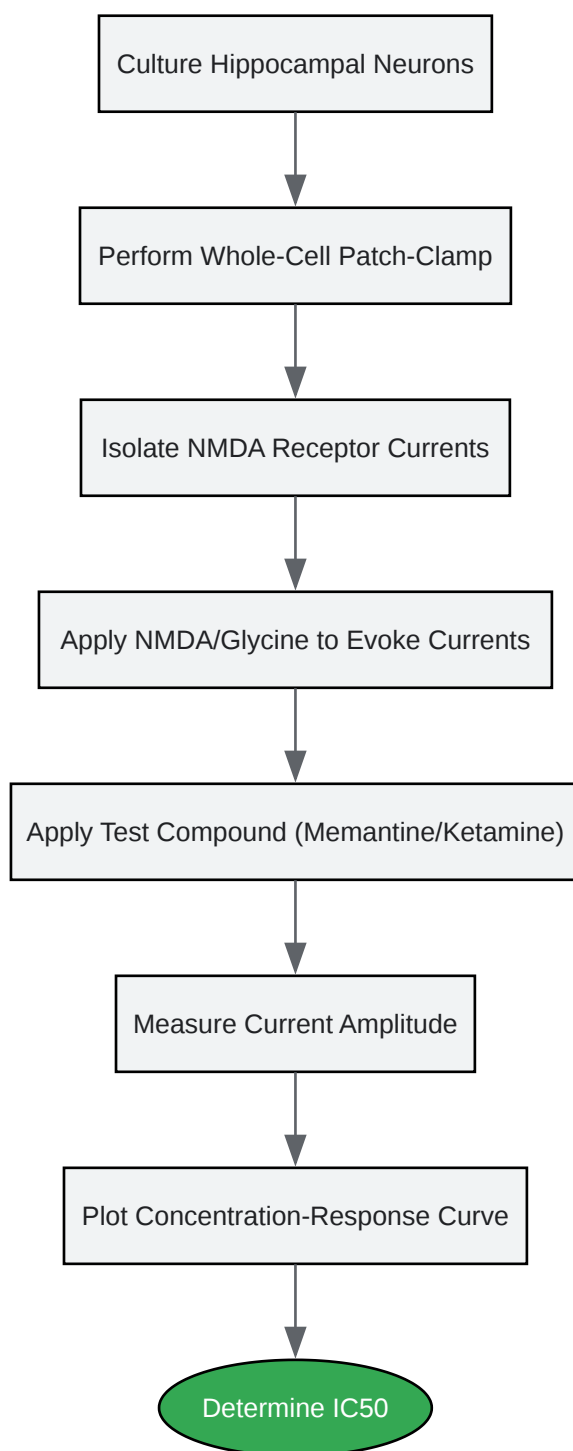 Culture Hippocampal Neurons
Perform Whole-Cell Patch-Clamp
Isolate NMDA Receptor Currents
Apply NMDA/Glycine to Evoke Currents
Apply Test Compound (Memantine/Ketamine)
Measure Current Amplitude
Plot Concentration-Response Curve
Determine IC50